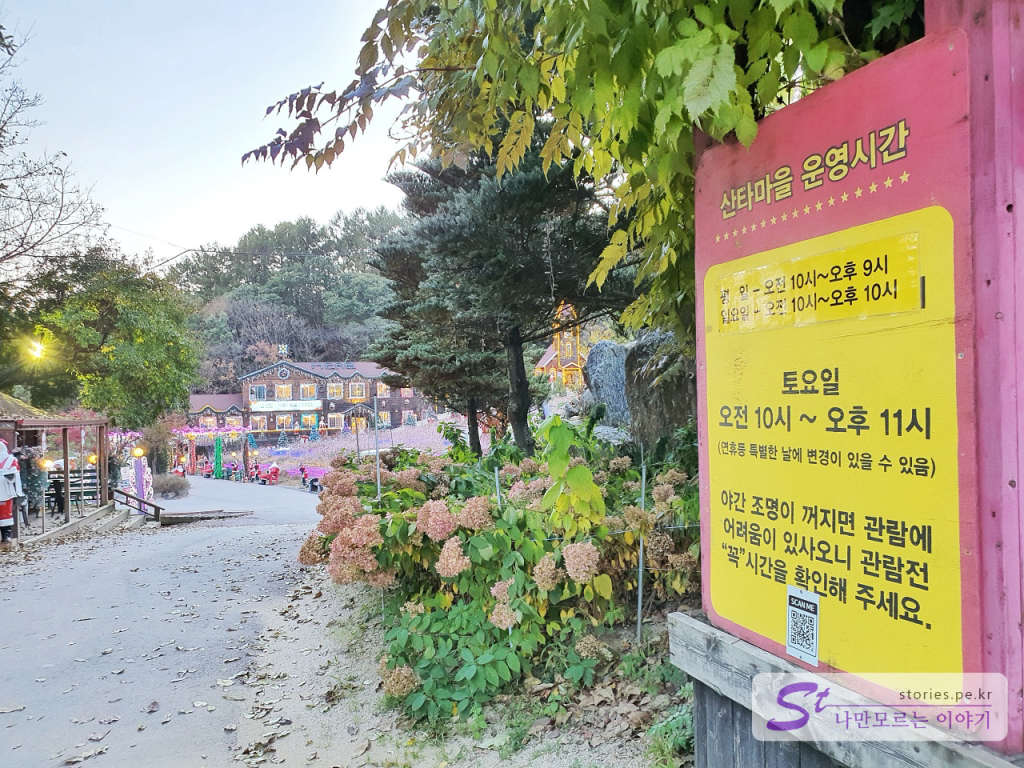 산타마을 운영시간
평 일 - 오전 10시~오후 9시
일요일 - 오전 10시~오후 10시
토요일
오전 10시 ~ 오후 11시
(연휴등 특별한 날에 변경이 있을 수 있음)
야간 조명이 꺼지면 관람에
어려움이 있사오니 관람전
“꼭”시간을 확인해 주세요.
SCAN ME
St
stories.pe.kr
나만모르는 이야기